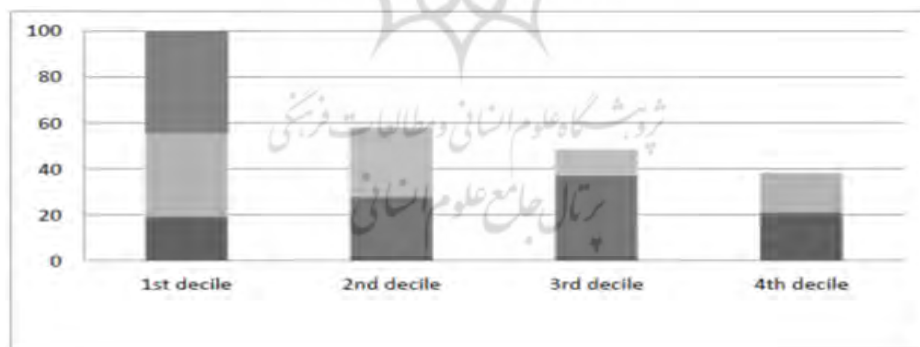 100
80
60
40
20
0
پژوهشگاه علوم انسانی و مطالعات فرهنگی
پرتال جامع علوم انسانی
1st decile 2nd decile 3rd decile 4th decile